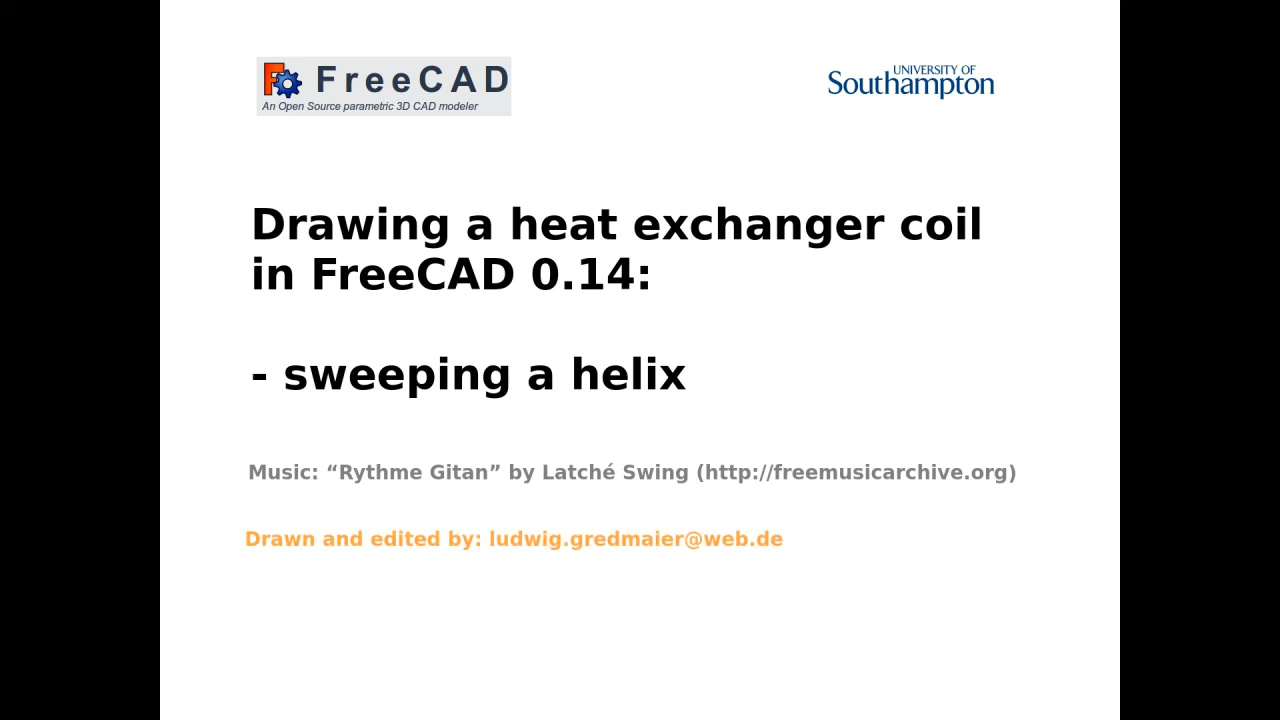 FreeCAD
An Open Source parametric 3D CAD modeler
UNIVERSITY OF
Southampton
Drawing a heat exchanger coil
in FreeCAD 0.14:
- sweeping a helix
Music: “Rythme Gitan” by Latché Swing (http://freemusicarchive.org)
Drawn and edited by: ludwig.gredmaier@web.de